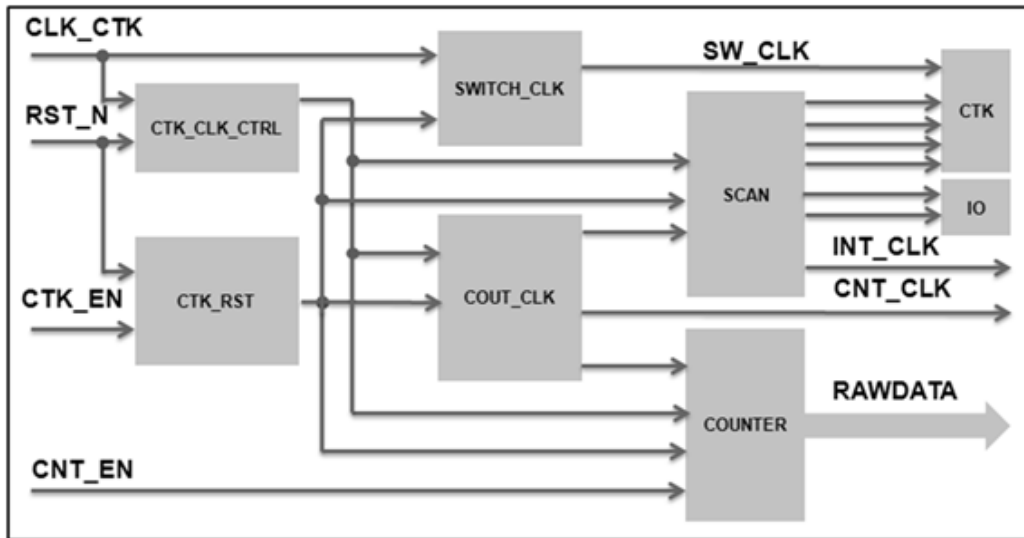 CLK_CTK
RST_N
CTK_EN
CNT_EN
CTK_CLK_CTRL
CTK_RST
SWITCH_CLK
COUT_CLK
SCAN
COUNTER
SW_CLK
CTK
IO
INT_CLK
CNT_CLK
RAWDATA